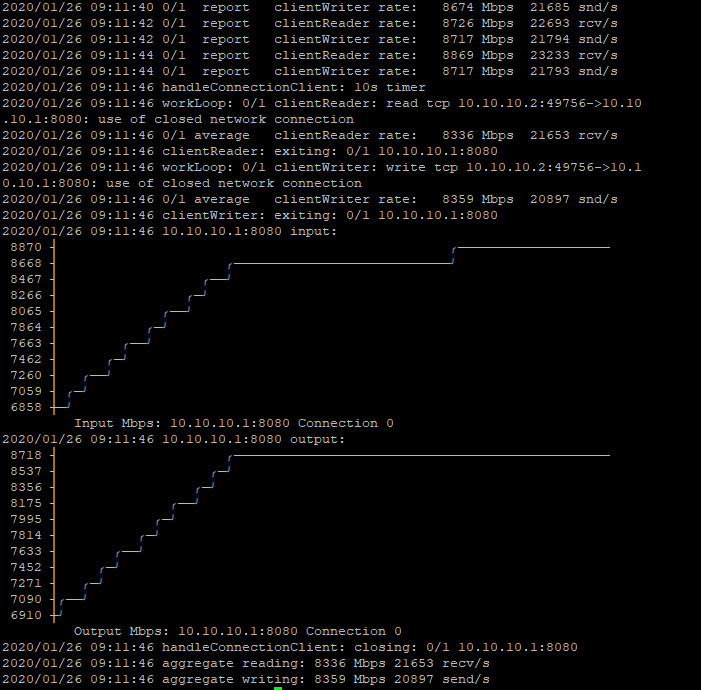 2020/01/26 09:11:40 0/1  report   clientWriter rate:   8674 Mbps  21685 snd/s
2020/01/26 09:11:42 0/1  report   clientReader rate:   8726 Mbps  22693 rcv/s
2020/01/26 09:11:42 0/1  report   clientWriter rate:   8717 Mbps  21794 snd/s
2020/01/26 09:11:44 0/1  report   clientReader rate:   8869 Mbps  23233 rcv/s
2020/01/26 09:11:44 0/1  report   clientWriter rate:   8717 Mbps  21793 snd/s
2020/01/26 09:11:46 handleConnectionClient: 10s timer
2020/01/26 09:11:46 workLoop: 0/1 clientReader: read tcp 10.10.10.2:49756->10.10
.10.1:8080: use of closed network connection
2020/01/26 09:11:46 0/1 average   clientReader rate:   8336 Mbps  21653 rcv/s
2020/01/26 09:11:46 clientReader: exiting: 0/1 10.10.10.1:8080
2020/01/26 09:11:46 workLoop: 0/1 clientWriter: write tcp 10.10.10.2:49756->10.1
0.10.1:8080: use of closed network connection
2020/01/26 09:11:46 0/1 average   clientWriter rate:   8359 Mbps  20897 snd/s
2020/01/26 09:11:46 clientWriter: exiting: 0/1 10.10.10.1:8080
2020/01/26 09:11:46 10.10.10.1:8080 input:
8870
8668
8467
8266
8065
7864
7663
7462
7260
7059
6858
Input Mbps: 10.10.10.1:8080 Connection 0
2020/01/26 09:11:46 10.10.10.1:8080 output:
8718
8537
8356
8175
7995
7814
7633
7452
7271
7090
6910
Output Mbps: 10.10.10.1:8080 Connection 0
2020/01/26 09:11:46 handleConnectionClient: closing: 0/1 10.10.10.1:8080
2020/01/26 09:11:46 aggregate reading: 8336 Mbps 21653 recv/s
2020/01/26 09:11:46 aggregate writing: 8359 Mbps 20897 send/s